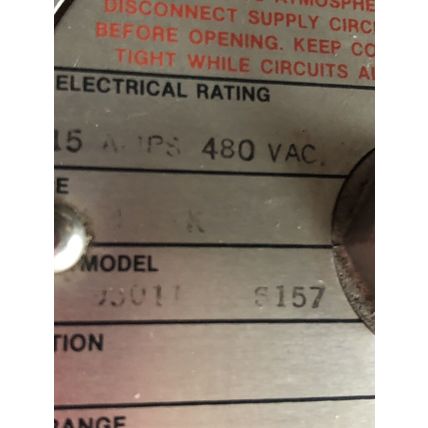 DISCONNECT SUPPLY CIRC
BEFORE OPENING. KEEP CO
TIGHT WHILE CIRCUITS A
ELECTRICAL RATING
15 AMPS 480 VAC.
E
K
MODEL
S157
TION
RANGE